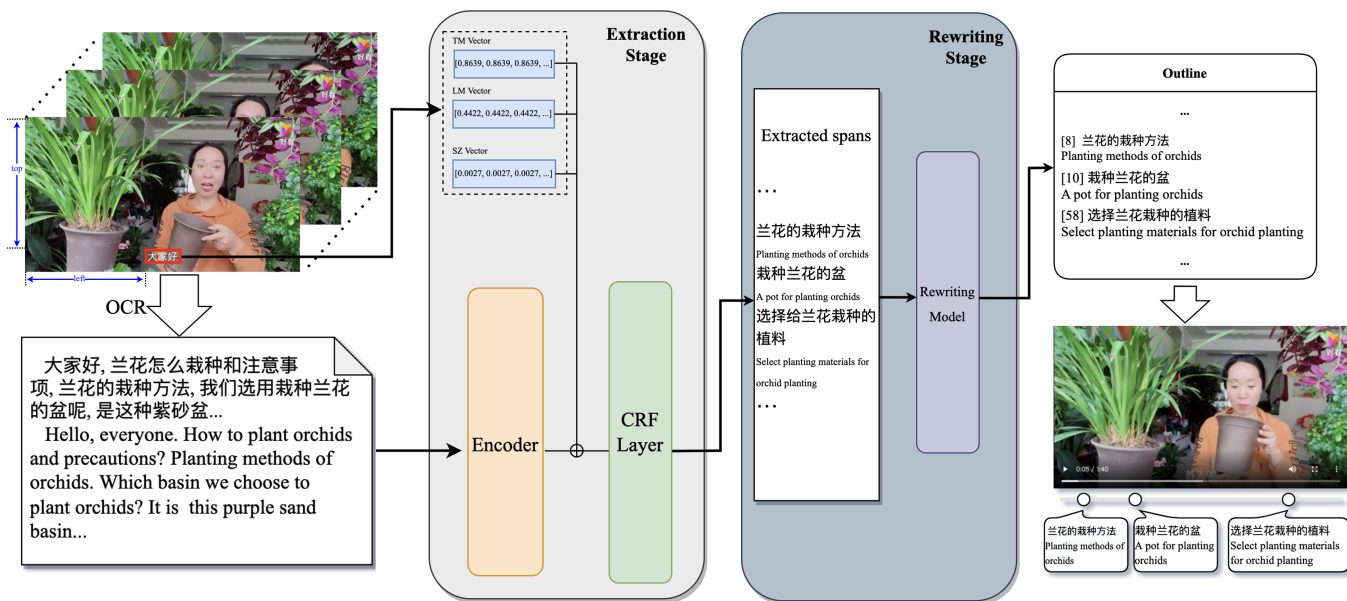 好看
好看
top
大家好
left
OCR
大家好, 兰花怎么栽种和注意事
项, 兰花的栽种方法, 我们选用栽种兰花
的盆呢, 是这种紫砂盆...
Hello, everyone. How to plant orchids
and precautions? Planting methods of
orchids. Which basin we choose to
plant orchids? It is this purple sand
basin...
Extraction
Stage
TM Vector
[0.8639, 0.8639, 0.8639, ...]
LM Vector
[0.4422, 0.4422, 0.4422, ...]
SZ Vector
[0.0027, 0.0027, 0.0027, ...]
Encoder
CRF
Layer
Rewriting
Stage
Extracted spans
...
兰花的栽种方法
Planting methods of orchids
栽种兰花的盆
A pot for planting orchids
选择给兰花栽种的
植料
Select planting materials for
orchid planting
...
Rewriting
Model
Outline
...
[8] 兰花的栽种方法
Planting methods of orchids
[10] 栽种兰花的盆
A pot for planting orchids
[58] 选择兰花栽种的植料
Select planting materials for orchid planting
...
0:05 / 1:40
兰花的栽种方法
Planting methods of
orchids
栽种兰花的盆
A pot for planting
orchids
选择兰花栽种的植料
Select planting materials
for orchid planting